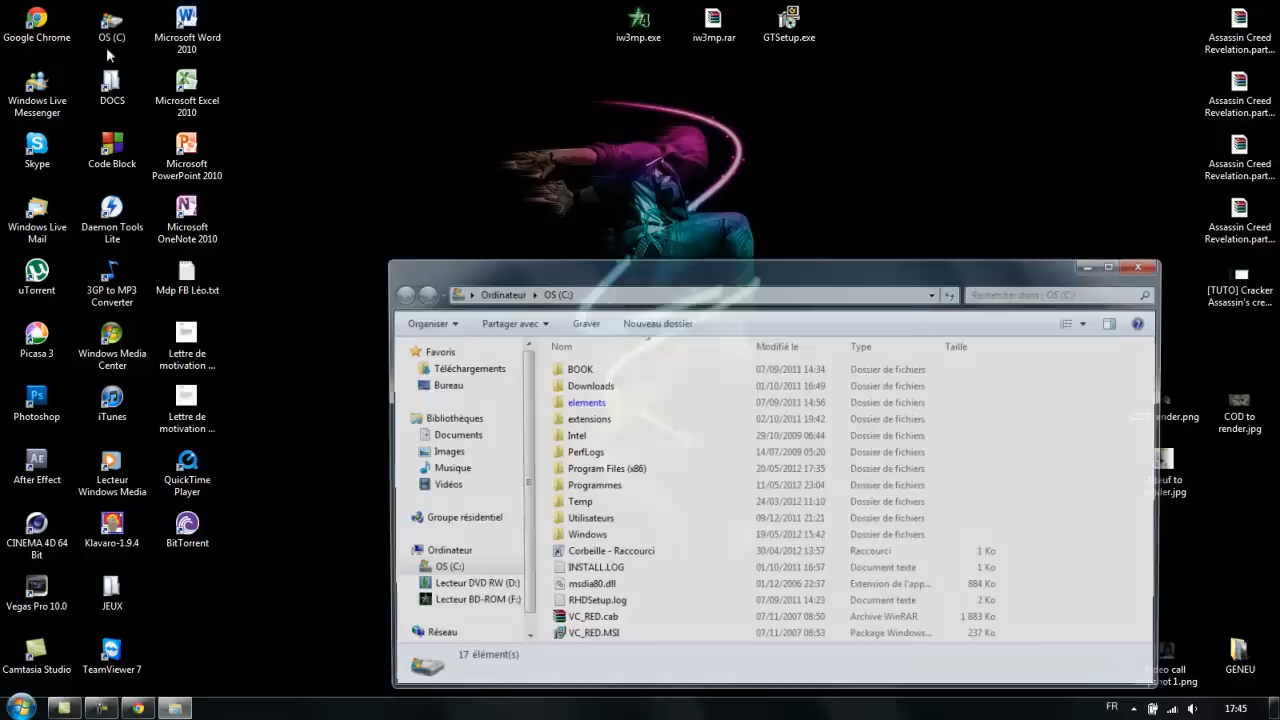 Google Chrome
OS (C)
Microsoft Word
2010
iw3mp.exe
iw3mp.rar
GTSetup.exe
Assassin Creed
Revelation.part...
Windows Live
Messenger
DOCS
Microsoft Excel
2010
Assassin Creed
Revelation.part...
Skype
Code Block
Microsoft
PowerPoint 2010
Assassin Creed
Revelation.part...
Windows Live
Mail
Daemon Tools
Lite
Microsoft
OneNote 2010
Assassin Creed
Revelation.part...
uTorrent
3GP to MP3
Converter
Mdp FB Léo.txt
[TUTO] Cracker
Assassin's cre...
Picasa 3
Windows Media
Center
Lettre de
motivation ...
Photoshop
iTunes
Lettre de
motivation ...
COD to
render.jpg
After Effect
Lecteur
Windows Media
QuickTime
Player
CINEMA 4D 64
Bit
Klavaro-1.9.4
BitTorrent
Vegas Pro 10.0
JEUX
Camtasia Studio
TeamViewer 7
GENEU
Ordinateur
OS (C:)
Rechercher dans : OS (C:)
Organiser
Partager avec
Graver
Nouveau dossier
Favoris
Téléchargements
Bureau
Bibliothèques
Documents
Images
Musique
Vidéos
Groupe résidentiel
Ordinateur
OS (C:)
Lecteur DVD RW (D:)
Lecteur BD-ROM (F:)
Réseau
Nom Modifié le Type Taille
BOOK 07/09/2011 14:34 Dossier de fichiers
Downloads 01/10/2011 16:49 Dossier de fichiers
elements 07/09/2011 14:56 Dossier de fichiers
extensions 02/10/2011 19:42 Dossier de fichiers
Intel 29/10/2009 06:44 Dossier de fichiers
PerfLogs 14/07/2009 05:20 Dossier de fichiers
Program Files (x86) 20/05/2012 17:35 Dossier de fichiers
Programmes 11/05/2012 23:04 Dossier de fichiers
Temp 24/03/2012 11:10 Dossier de fichiers
Utilisateurs 09/12/2011 21:21 Dossier de fichiers
Windows 19/05/2012 15:42 Dossier de fichiers
Corbeille - Raccourci 30/04/2012 13:57 Raccourci 1 Ko
INSTALL.LOG 01/10/2011 16:57 Document texte 1 Ko
msdia80.dll 01/12/2006 22:37 Extension de l'app... 884 Ko
RHDSetup.log 07/09/2011 14:23 Document texte 2 Ko
VC_RED.cab 07/11/2007 08:50 Archive WinRAR 1 883 Ko
VC_RED.MSI 07/11/2007 08:53 Package Windows... 237 Ko
17 élément(s)
FR
17:45